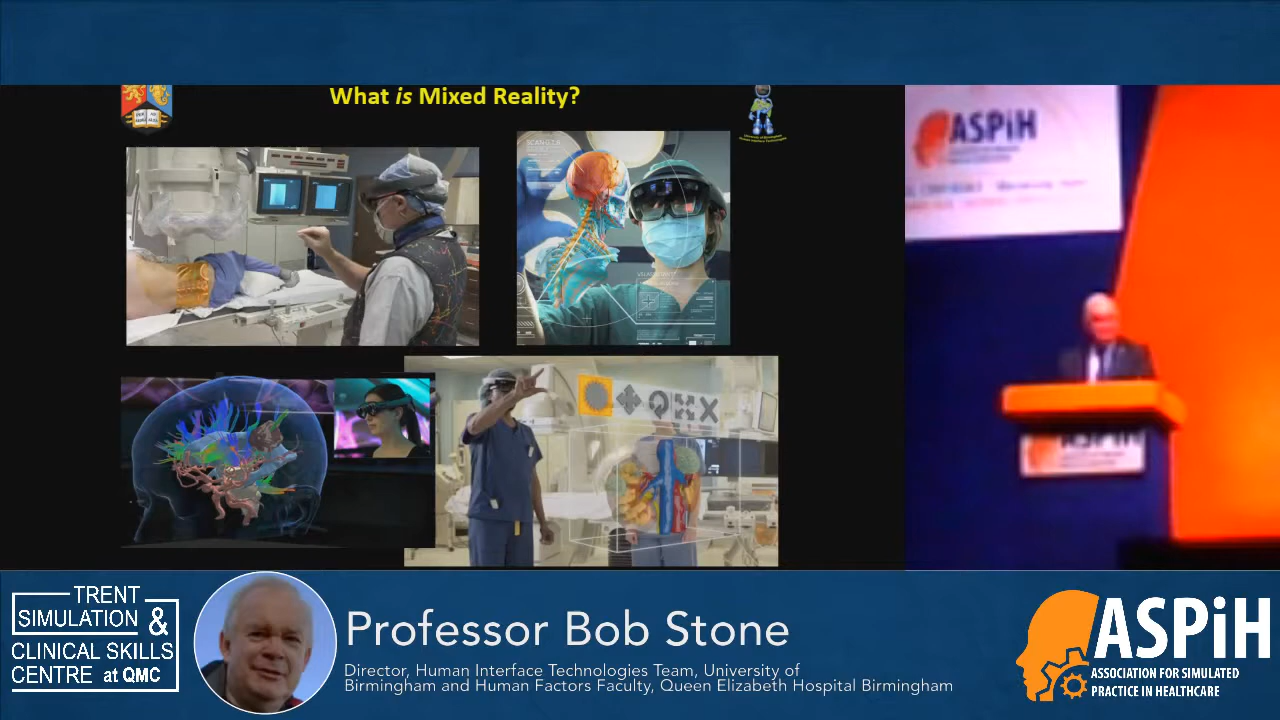 What is Mixed Reality?
ASPiH
ASPiH
TRENT
SIMULATION &
CLINICAL SKILLS
CENTRE at QMC
Professor Bob Stone
Director, Human Interface Technologies Team, University of
Birmingham and Human Factors Faculty, Queen Elizabeth Hospital Birmingham
ASPiH
ASSOCIATION FOR SIMULATED
PRACTICE IN HEALTHCARE